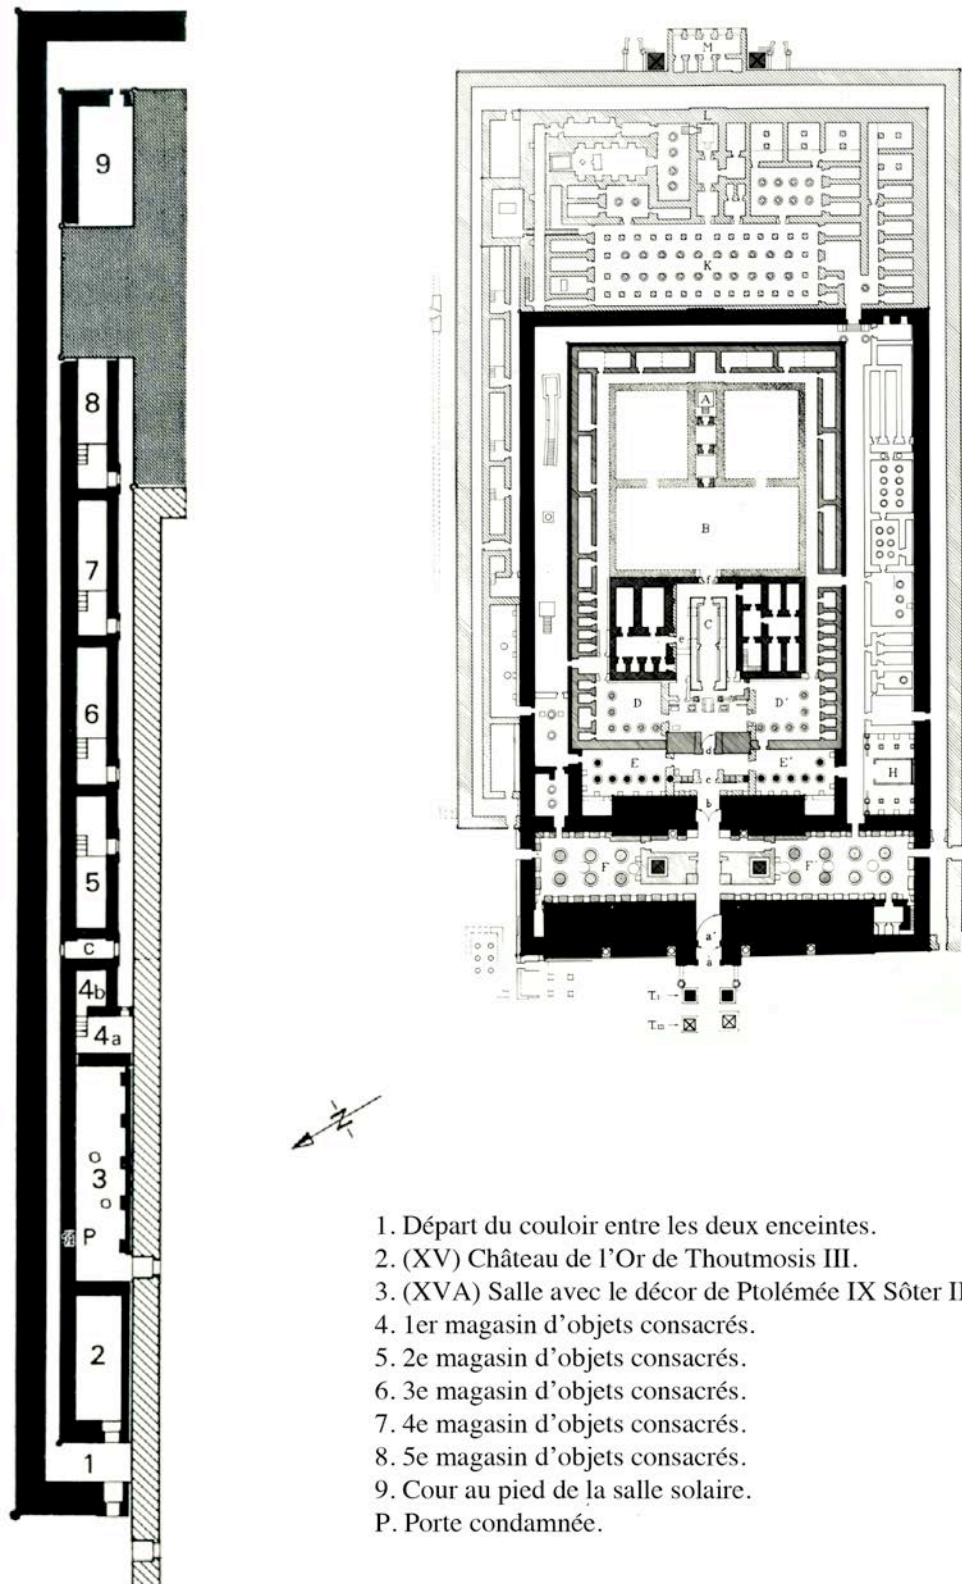 9
8
7
6
5
c
4b
4a
3
P
2
1
M
L
K
A
B
f
C
e
D
D'
d
E
E'
c
b
H
F
F'
a'
a
T.I →
T.III →
N
1. Départ du couloir entre les deux enceintes.
2. (XV) Château de l’Or de Thoutmosis III.
3. (XVA) Salle avec le décor de Ptolémée IX Sôter II
4. 1er magasin d’objets consacrés.
5. 2e magasin d’objets consacrés.
6. 3e magasin d’objets consacrés.
7. 4e magasin d’objets consacrés.
8. 5e magasin d’objets consacrés.
9. Cour au pied de la salle solaire.
P. Porte condamnée.